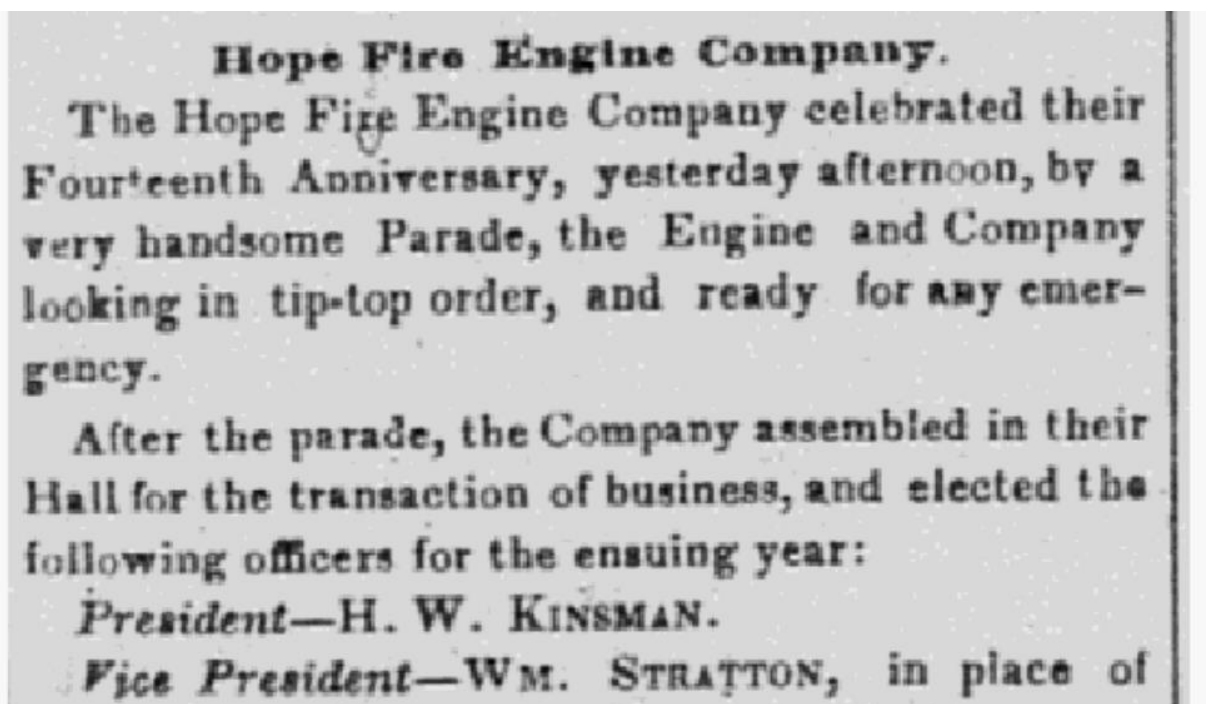 Hope Fire Engine Company.
The Hope Fire Engine Company celebrated their
Fourteenth Anniversary, yesterday afternoon, by a
very handsome Parade, the Engine and Company
looking in tip-top order, and ready for any emer-
gency.
After the parade, the Company assembled in their
Hall for the transaction of business, and elected the
following officers for the ensuing year:
President—H. W. KINSMAN.
Vice President—WM. STRATTON, in place of